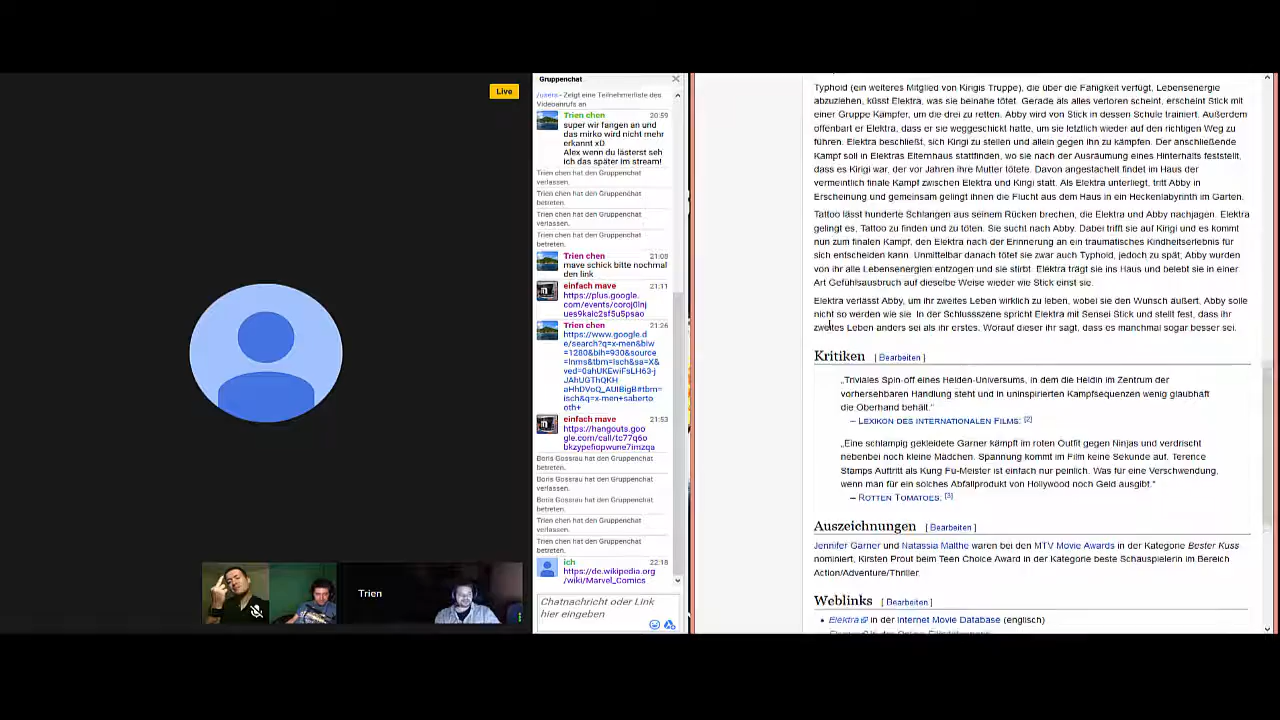 Live
Trien
Gruppenchat
/users - Zeigt eine Teilnehmerliste des
Videoanrufs an
Trien chen 20:59
super wir fangen an und
das mirko wird nicht mehr
erkannt xD
Alex wenn du lästerst seh
ich das später im stream!
Trien chen hat den Gruppenchat
verlassen.
Trien chen hat den Gruppenchat
betreten.
Trien chen hat den Gruppenchat
verlassen.
Trien chen hat den Gruppenchat
betreten.
Trien chen 21:08
mave schick bitte nochmal
den link
einfach mave 21:11
https://plus.google.
com/events/coroj0lnj
ues9kaic2sf5u5psao
Trien chen 21:26
https://www.google.d
e/search?q=x-men&biw
=1280&bih=930&source
=lnms&tbm=isch&sa=X&
ved=0ahUKEwiFsLH63-j
JAhUGThQKH
aHhDVoQ_AUIBigB#tbm=
isch&q=x-men+saberto
oth+
einfach mave 21:53
https://hangouts.goo
gle.com/call/tc77q6o
bkzypefiopwune7imzqa
Boris Gossrau hat den Gruppenchat
betreten.
Boris Gossrau hat den Gruppenchat
verlassen.
Boris Gossrau hat den Gruppenchat
betreten.
Trien chen hat den Gruppenchat
verlassen.
Trien chen hat den Gruppenchat
betreten.
ich 22:18
https://de.wikipedia.org
/wiki/Marvel_Comics
Chatnachricht oder Link
hier eingeben
Typhoid (ein weiteres Mitglied von Kirigis Truppe), die über die Fähigkeit verfügt, Lebensenergie
abzuziehen, küsst Elektra, was sie beinahe tötet. Gerade als alles verloren scheint, erscheint Stick mit
einer Gruppe Kämpfer, um die drei zu retten. Abby wird von Stick in dessen Schule trainiert. Außerdem
offenbart er Elektra, dass er sie weggeschickt hatte, um sie letztlich wieder auf den richtigen Weg zu
führen. Elektra beschließt, sich Kirigi zu stellen und allein gegen ihn zu kämpfen. Der anschließende
Kampf soll in Elektras Elternhaus stattfinden, wo sie nach der Ausräumung eines Hinterhalts feststellt,
dass es Kirigi war, der vor Jahren ihre Mutter tötete. Davon angestachelt findet im Haus der
vermeintlich finale Kampf zwischen Elektra und Kirigi statt. Als Elektra unterliegt, tritt Abby in
Erscheinung und gemeinsam gelingt ihnen die Flucht aus dem Haus in ein Heckenlabyrinth im Garten.
Tattoo lässt hunderte Schlangen aus seinem Rücken brechen, die Elektra und Abby nachjagen. Elektra
gelingt es, Tattoo zu finden und zu töten. Sie sucht nach Abby. Dabei trifft sie auf Kirigi und es kommt
nun zum finalen Kampf, den Elektra nach der Erinnerung an ein traumatisches Kindheitserlebnis für
sich entscheiden kann. Unmittelbar danach tötet sie zwar auch Typhoid, jedoch zu spät; Abby wurden
von ihr alle Lebensenergien entzogen und sie stirbt. Elektra trägt sie ins Haus und belebt sie in einer
Art Gefühlsausbruch auf dieselbe Weise wieder wie Stick einst sie.
Elektra verlässt Abby, um ihr zweites Leben wirklich zu leben, wobei sie den Wunsch äußert, Abby solle
nicht so werden wie sie. In der Schlussszene spricht Elektra mit Sensei Stick und stellt fest, dass ihr
zweites Leben anders sei als ihr erstes. Worauf dieser ihr sagt, dass es manchmal sogar besser sei.
Kritiken [ Bearbeiten ]
„Triviales Spin-off eines Helden-Universums, in dem die Heldin im Zentrum der
vorhersehbaren Handlung steht und in uninspirierten Kampfsequenzen wenig glaubhaft
die Oberhand behält.“
– LEXIKON DES INTERNATIONALEN FILMS: [2]
„Eine schlampig gekleidete Garner kämpft im roten Outfit gegen Ninjas und verdrischt
nebenbei noch kleine Mädchen. Spannung kommt im Film keine Sekunde auf. Terence
Stamps Auftritt als Kung Fu-Meister ist einfach nur peinlich. Was für eine Verschwendung,
wenn man für ein solches Abfallprodukt von Hollywood noch Geld ausgibt.“
– ROTTEN TOMATOES: [3]
Auszeichnungen [ Bearbeiten ]
Jennifer Garner und Natassia Malthe waren bei den MTV Movie Awards in der Kategorie Bester Kuss
nominiert, Kirsten Prout beim Teen Choice Award in der Kategorie beste Schauspielerin im Bereich
Action/Adventure/Thriller.
Weblinks [ Bearbeiten ]
Elektra in der Internet Movie Database (englisch)